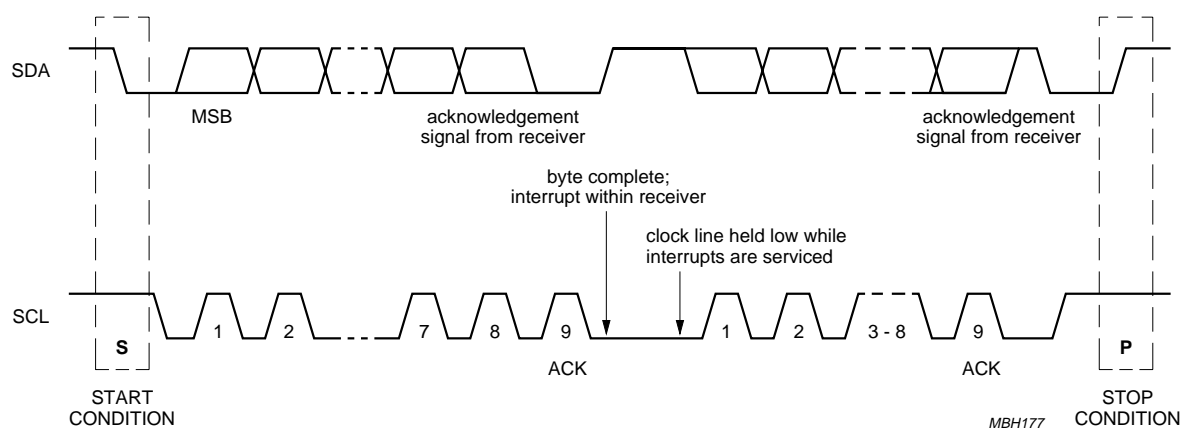 SDA
MSB
acknowledgement
signal from receiver
acknowledgement
signal from receiver
byte complete;
interrupt within receiver
clock line held low while
interrupts are serviced
SCL
S
1
2
7
8
9
1
2
3 - 8
9
P
ACK
ACK
START
CONDITION
MBH177
STOP
CONDITION